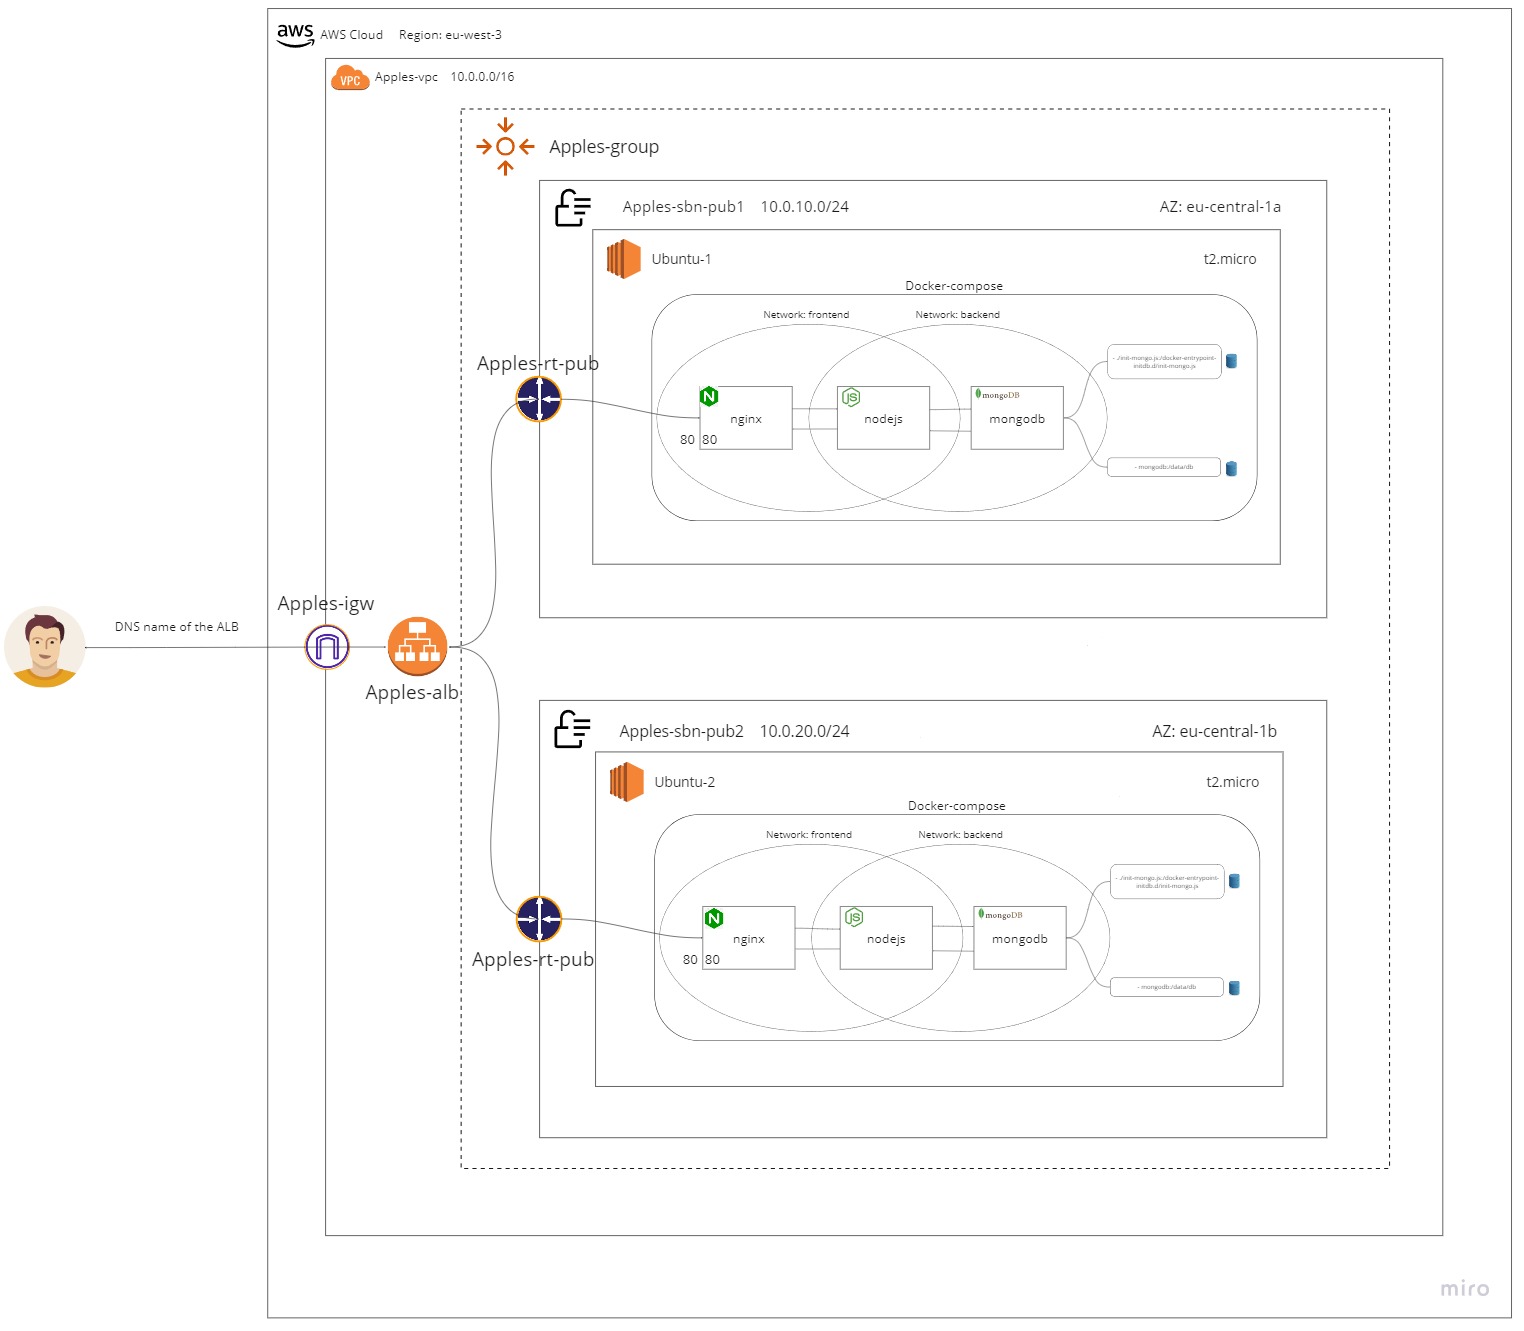 aws AWS Cloud Region: eu-west-3
VPC Apples-vpc 10.0.0.0/16
Apples-group
Apples-sbn-pub1 10.0.10.0/24 AZ: eu-central-1a
Ubuntu-1 t2.micro
Docker-compose
Network: frontend Network: backend
- ./init-mongo.js:/docker-entrypoint-
initdb.d/init-mongo.js
Apples-rt-pub
N JS mongoDB
nginx nodejs mongodb
80 80
- mongodb:/data/db
Apples-igw
DNS name of the ALB
Apples-alb
Apples-sbn-pub2 10.0.20.0/24 AZ: eu-central-1b
Ubuntu-2 t2.micro
Docker-compose
Network: frontend Network: backend
- ./init-mongo.js:/docker-entrypoint-
initdb.d/init-mongo.js
N JS mongoDB
nginx nodejs mongodb
80 80
Apples-rt-pub
- mongodb:/data/db
miro